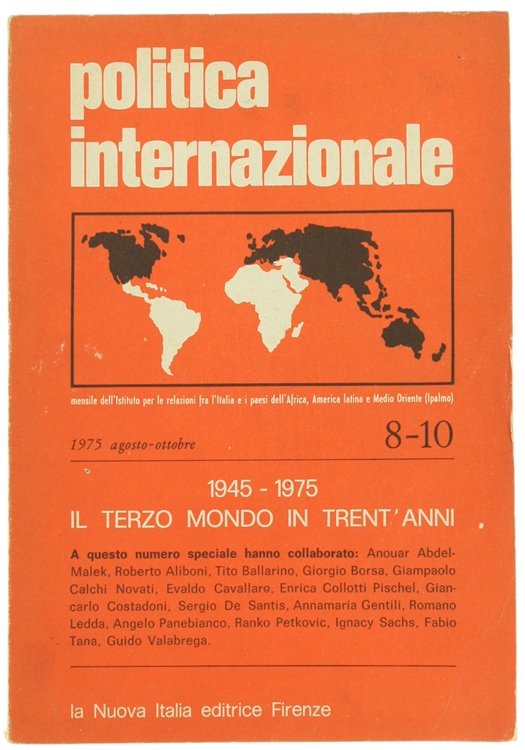 politica
internazionale
mensile dell'Istituto per le relazioni fra l'Italia e i paesi dell'Africa, America latina e Medio Oriente (Ipalmo)
1975 agosto-ottobre 8-10
1945 - 1975
IL TERZO MONDO IN TRENT'ANNI
A questo numero speciale hanno collaborato: Anouar Abdel-
Malek, Roberto Aliboni, Tito Ballarino, Giorgio Borsa, Giampaolo
Calchi Novati, Evaldo Cavallaro, Enrica Collotti Pischel, Gian-
carlo Costadoni, Sergio De Santis, Annamaria Gentili, Romano
Ledda, Angelo Panebianco, Ranko Petkovic, Ignacy Sachs, Fabio
Tana, Guido Valabrega.
la Nuova Italia editrice Firenze